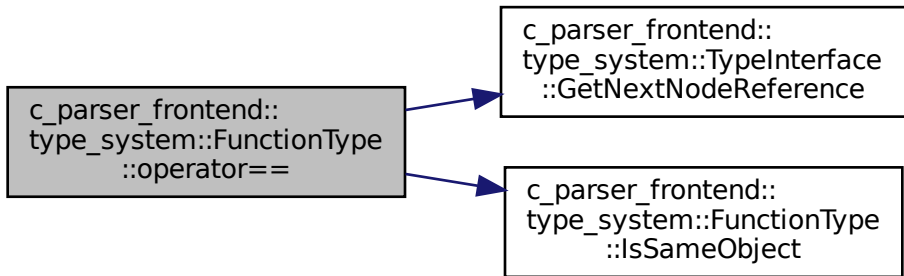 c_parser_frontend::
type_system::FunctionType
::operator==
c_parser_frontend::
type_system::TypeInterface
::GetNextNodeReference
c_parser_frontend::
type_system::FunctionType
::IsSameObject